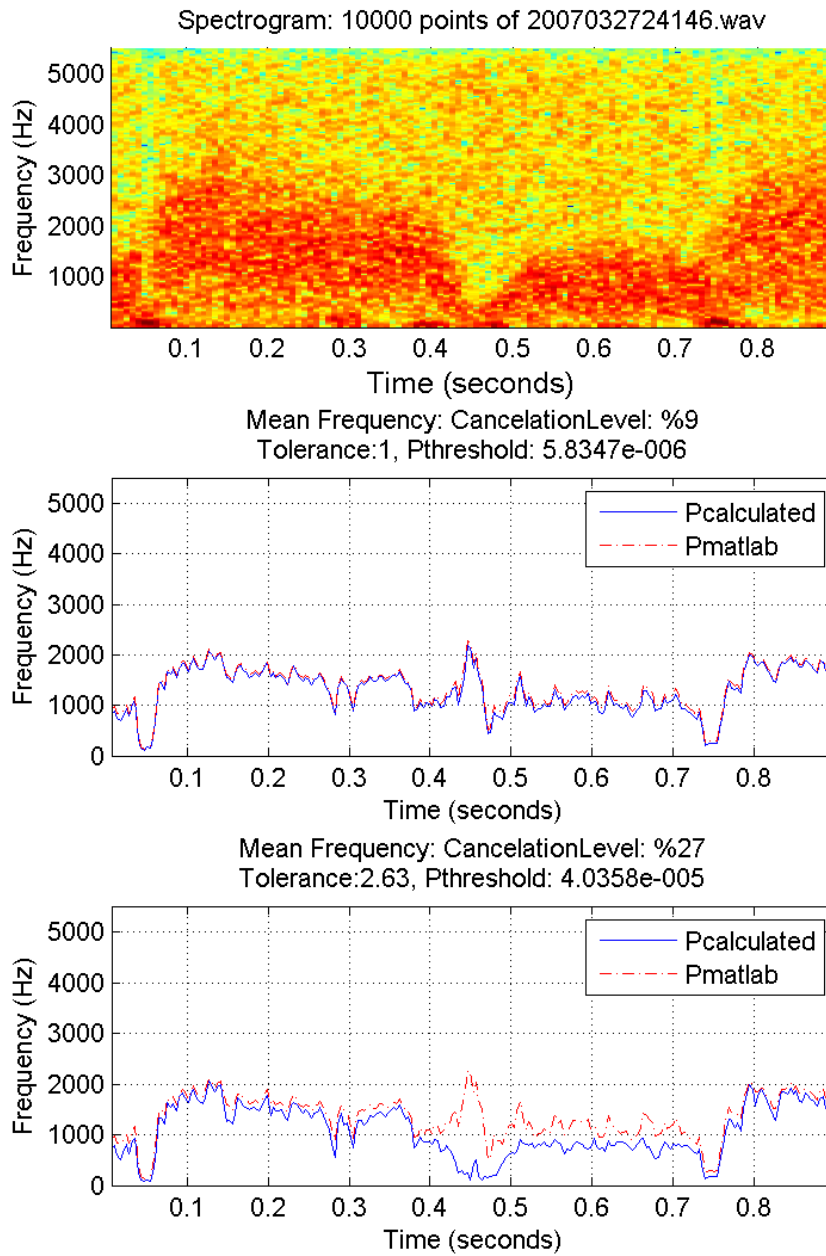 Spectrogram: 10000 points of 2007032724146.wav
Frequency (Hz)
5000
4000
3000
2000
1000
0.1 0.2 0.3 0.4 0.5 0.6 0.7 0.8
Time (seconds)
Mean Frequency: CancelationLevel: %9
Tolerance:1, Pthreshold: 5.8347e-006
Frequency (Hz)
5000
4000
3000
2000
1000
0
Pcalculated
Pmatlab
0.1 0.2 0.3 0.4 0.5 0.6 0.7 0.8
Time (seconds)
Mean Frequency: CancelationLevel: %27
Tolerance:2.63, Pthreshold: 4.0358e-005
Frequency (Hz)
5000
4000
3000
2000
1000
0
Pcalculated
Pmatlab
0.1 0.2 0.3 0.4 0.5 0.6 0.7 0.8
Time (seconds)